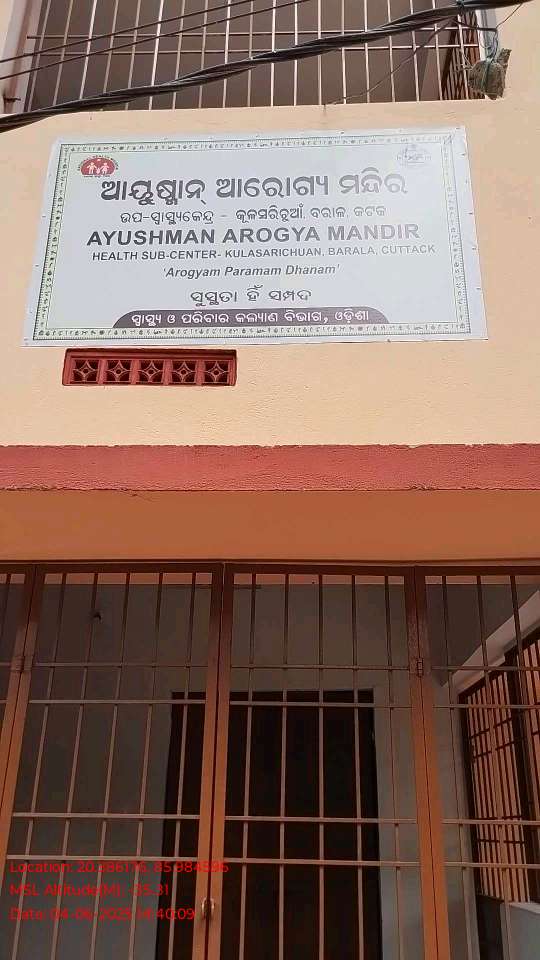 ଆୟୁଷ୍ମାନ୍ ଆରୋଗ୍ୟ ମନ୍ଦିର
ଉପ-ସ୍ୱାସ୍ଥ୍ୟକେନ୍ଦ୍ର - କୂଳସରିଚୂଆଁ, ବରାଳ, କଟକ
AYUSHMAN AROGYA MANDIR
HEALTH SUB-CENTER- KULASARICHUAN, BARALA, CUTTACK
'Arogyam Paramam Dhanam'
ସୁସ୍ଥତା ହିଁ ସମ୍ପଦ
ସ୍ୱାସ୍ଥ୍ୟ ଓ ପରିବାର କଲ୍ୟାଣ ବିଭାଗ, ଓଡ଼ିଶା
Location: 20.386176, 85.984596
MSL Altitude(M): -35.31
Date: 04-06-2025 14:40:09